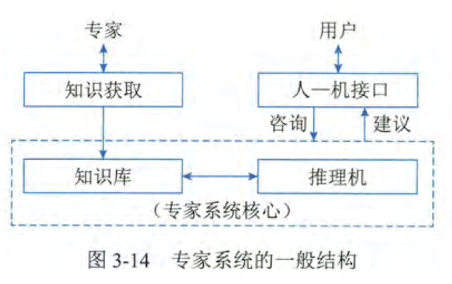 专家 用户
知识获取 人—机接口
咨询 建议
知识库 推理机
（专家系统核心）
图 3-14 专家系统的一般结构